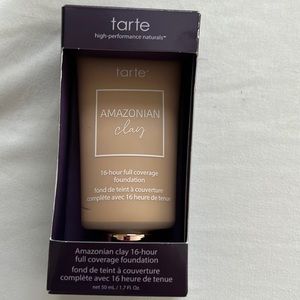 tarte
high-performance naturals™
tarte™
AMAZONIAN
clay
16-hour full coverage
foundation
fond de teint à couverture
complète avec 16 heure de tenue
Amazonian clay 16-hour
full coverage foundation
fond de teint à couverture
complète avec 16 heure de tenue
net 50 mL / 1.7 Fl. Oz